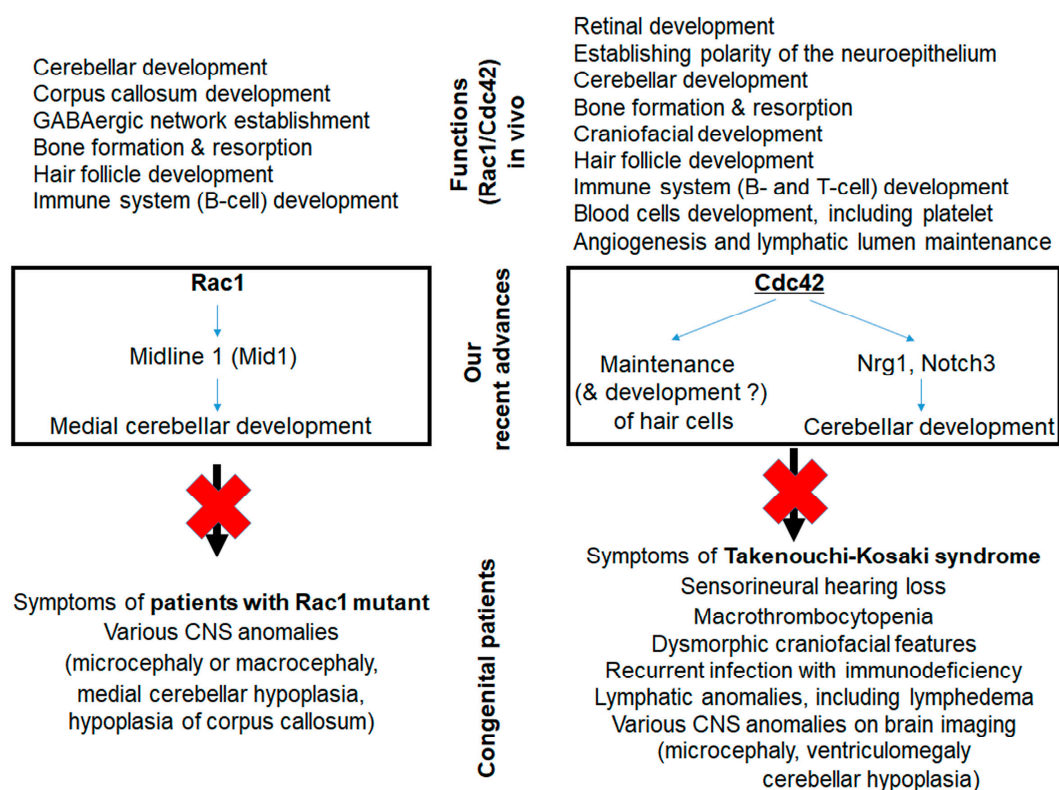 Cerebellar development
Corpus callosum development
GABAergic network establishment
Bone formation & resorption
Hair follicle development
Immune system (B-cell) development
Functions
(Rac1/Cdc42)
in vivo
Retinal development
Establishing polarity of the neuroepithelium
Cerebellar development
Bone formation & resorption
Craniofacial development
Hair follicle development
Immune system (B- and T-cell) development
Blood cells development, including platelet
Angiogenesis and lymphatic lumen maintenance
Rac1
Midline 1 (Mid1)
Medial cerebellar development
Our
recent advances
Cdc42
Maintenance
(& development ?)
of hair cells
Nrg1, Notch3
Cerebellar development
Symptoms of patients with Rac1 mutant
Various CNS anomalies
(microcephaly or macrocephaly,
medial cerebellar hypoplasia,
hypoplasia of corpus callosum)
Congenital patients
Symptoms of Takenouchi-Kosaki syndrome
Sensorineural hearing loss
Macrothrombocytopenia
Dysmorphic craniofacial features
Recurrent infection with immunodeficiency
Lymphatic anomalies, including lymphedema
Various CNS anomalies on brain imaging
(microcephaly, ventriculomegaly
cerebellar hypoplasia)